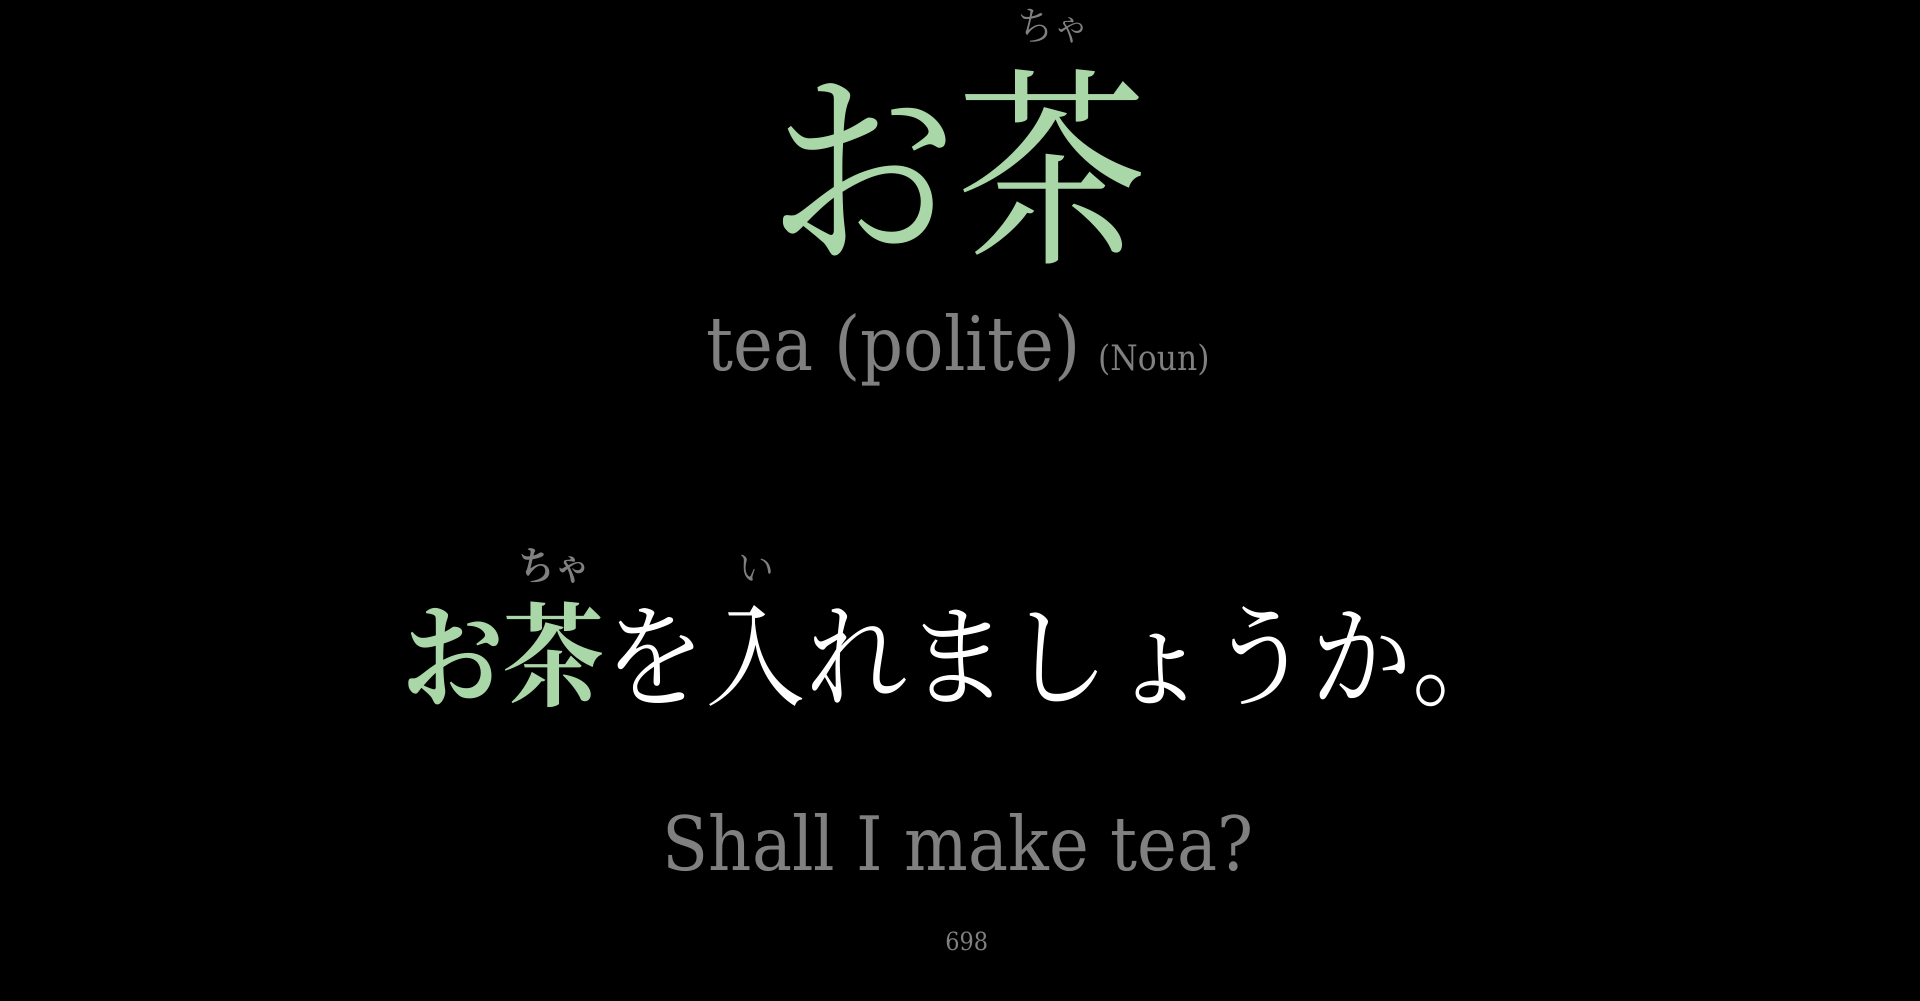 ちゃ
お茶
tea (polite) (Noun)
ちゃ い
お茶を入れましょうか。
Shall I make tea?
698